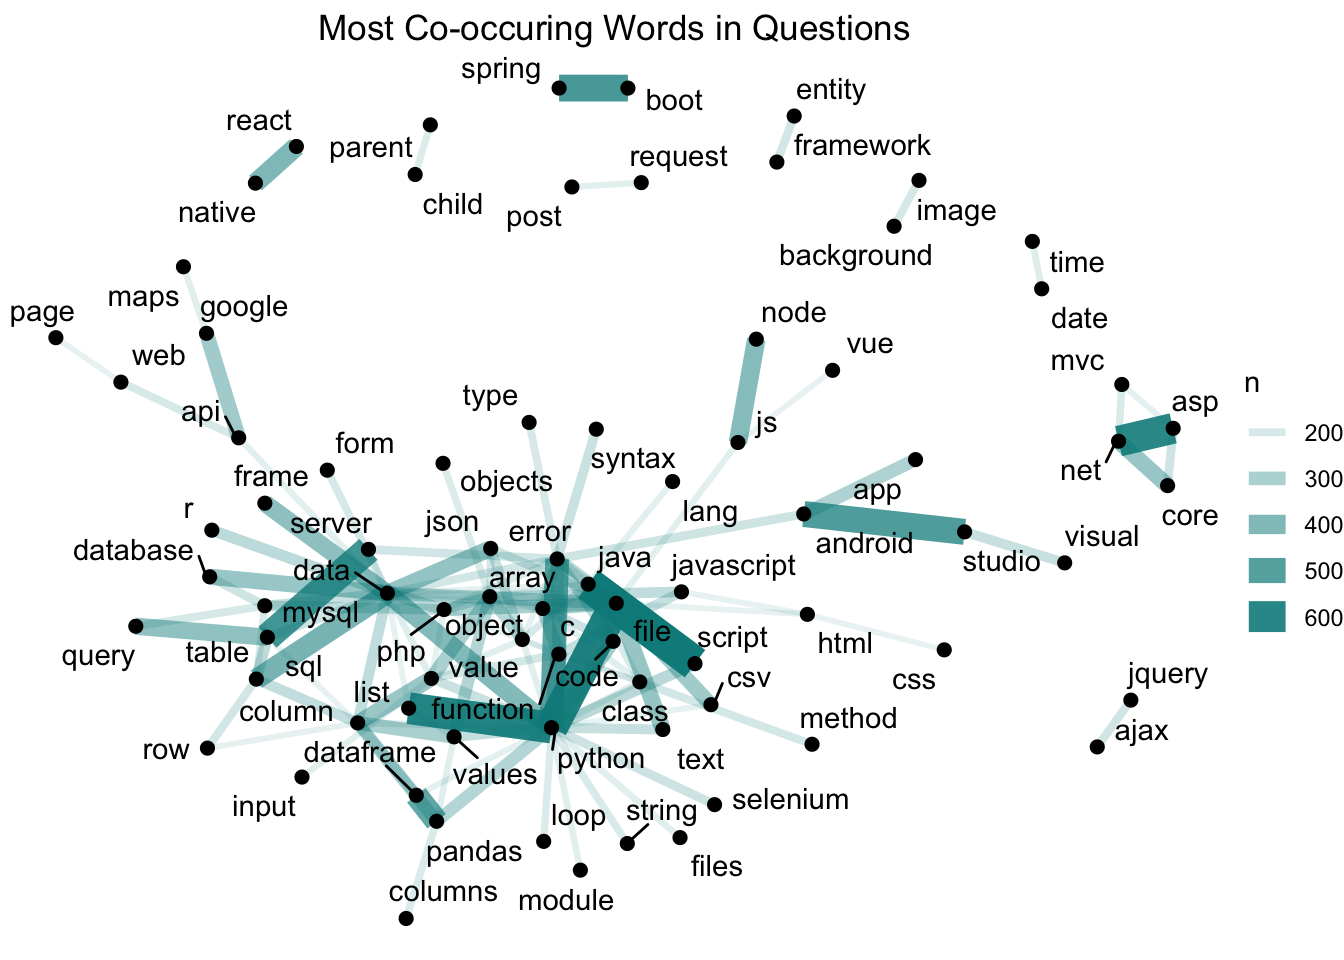 Most Co-occuring Words in Questions
spring
boot
entity
react
parent
request
framework
native
child
post
image
background
time
maps
google
page
node
date
web
vue
mvc
n
type
asp
api
js
200
form
syntax
net
frame
objects
app
300
r
server
json
error
lang
core
400
database
java
android
visual
data
array
javascript
studio
500
mysql
object
c
file
html
600
query
table
sql
php
value
code
script
css
list
csv
jquery
column
function
class
method
ajax
row
dataframe
values
python
text
input
loop
string
selenium
pandas
files
columns
module